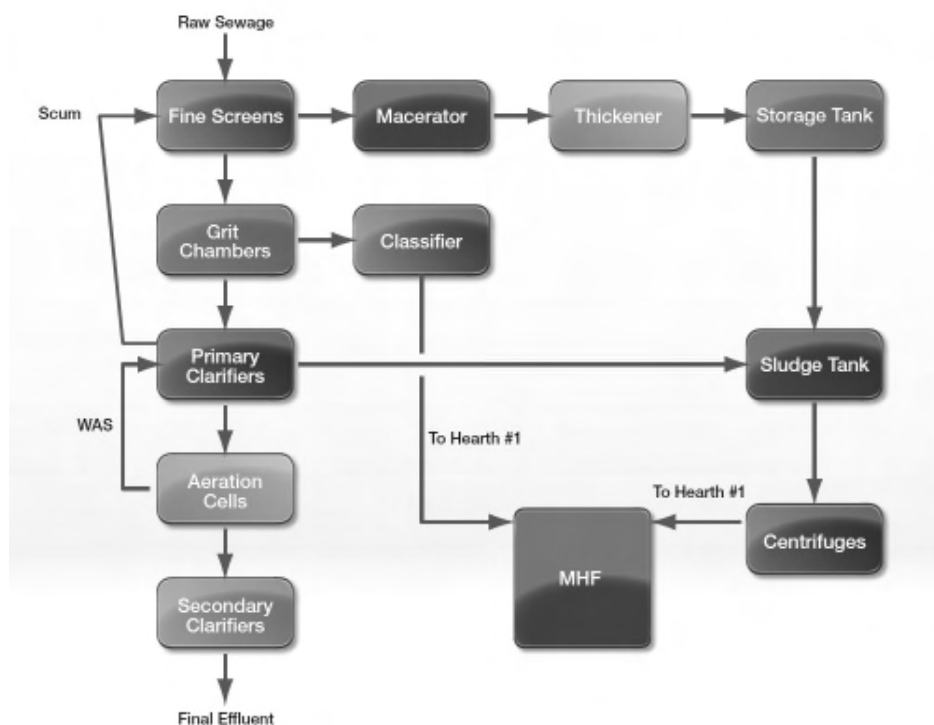 Raw Sewage
Scum
Fine Screens
Macerator
Thickener
Storage Tank
Grit
Chambers
Classifier
Primary
Clarifiers
Sludge Tank
WAS
To Hearth #1
Aeration
Cells
To Hearth #1
MHF
Centrifuges
Secondary
Clarifiers
Final Effluent